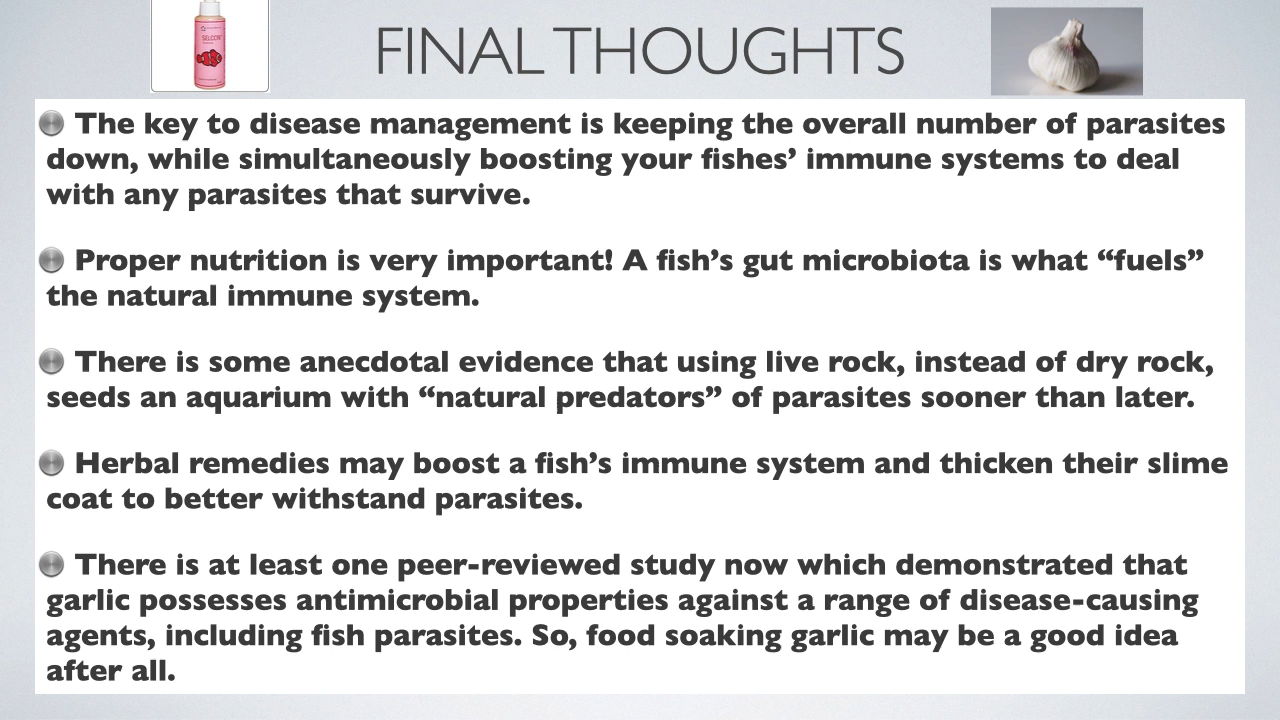 SELCON
FINAL THOUGHTS
The key to disease management is keeping the overall number of parasites
down, while simultaneously boosting your fishes’ immune systems to deal
with any parasites that survive.
Proper nutrition is very important! A fish’s gut microbiota is what “fuels”
the natural immune system.
There is some anecdotal evidence that using live rock, instead of dry rock,
seeds an aquarium with “natural predators” of parasites sooner than later.
Herbal remedies may boost a fish’s immune system and thicken their slime
coat to better withstand parasites.
There is at least one peer-reviewed study now which demonstrated that
garlic possesses antimicrobial properties against a range of disease-causing
agents, including fish parasites. So, food soaking garlic may be a good idea
after all.